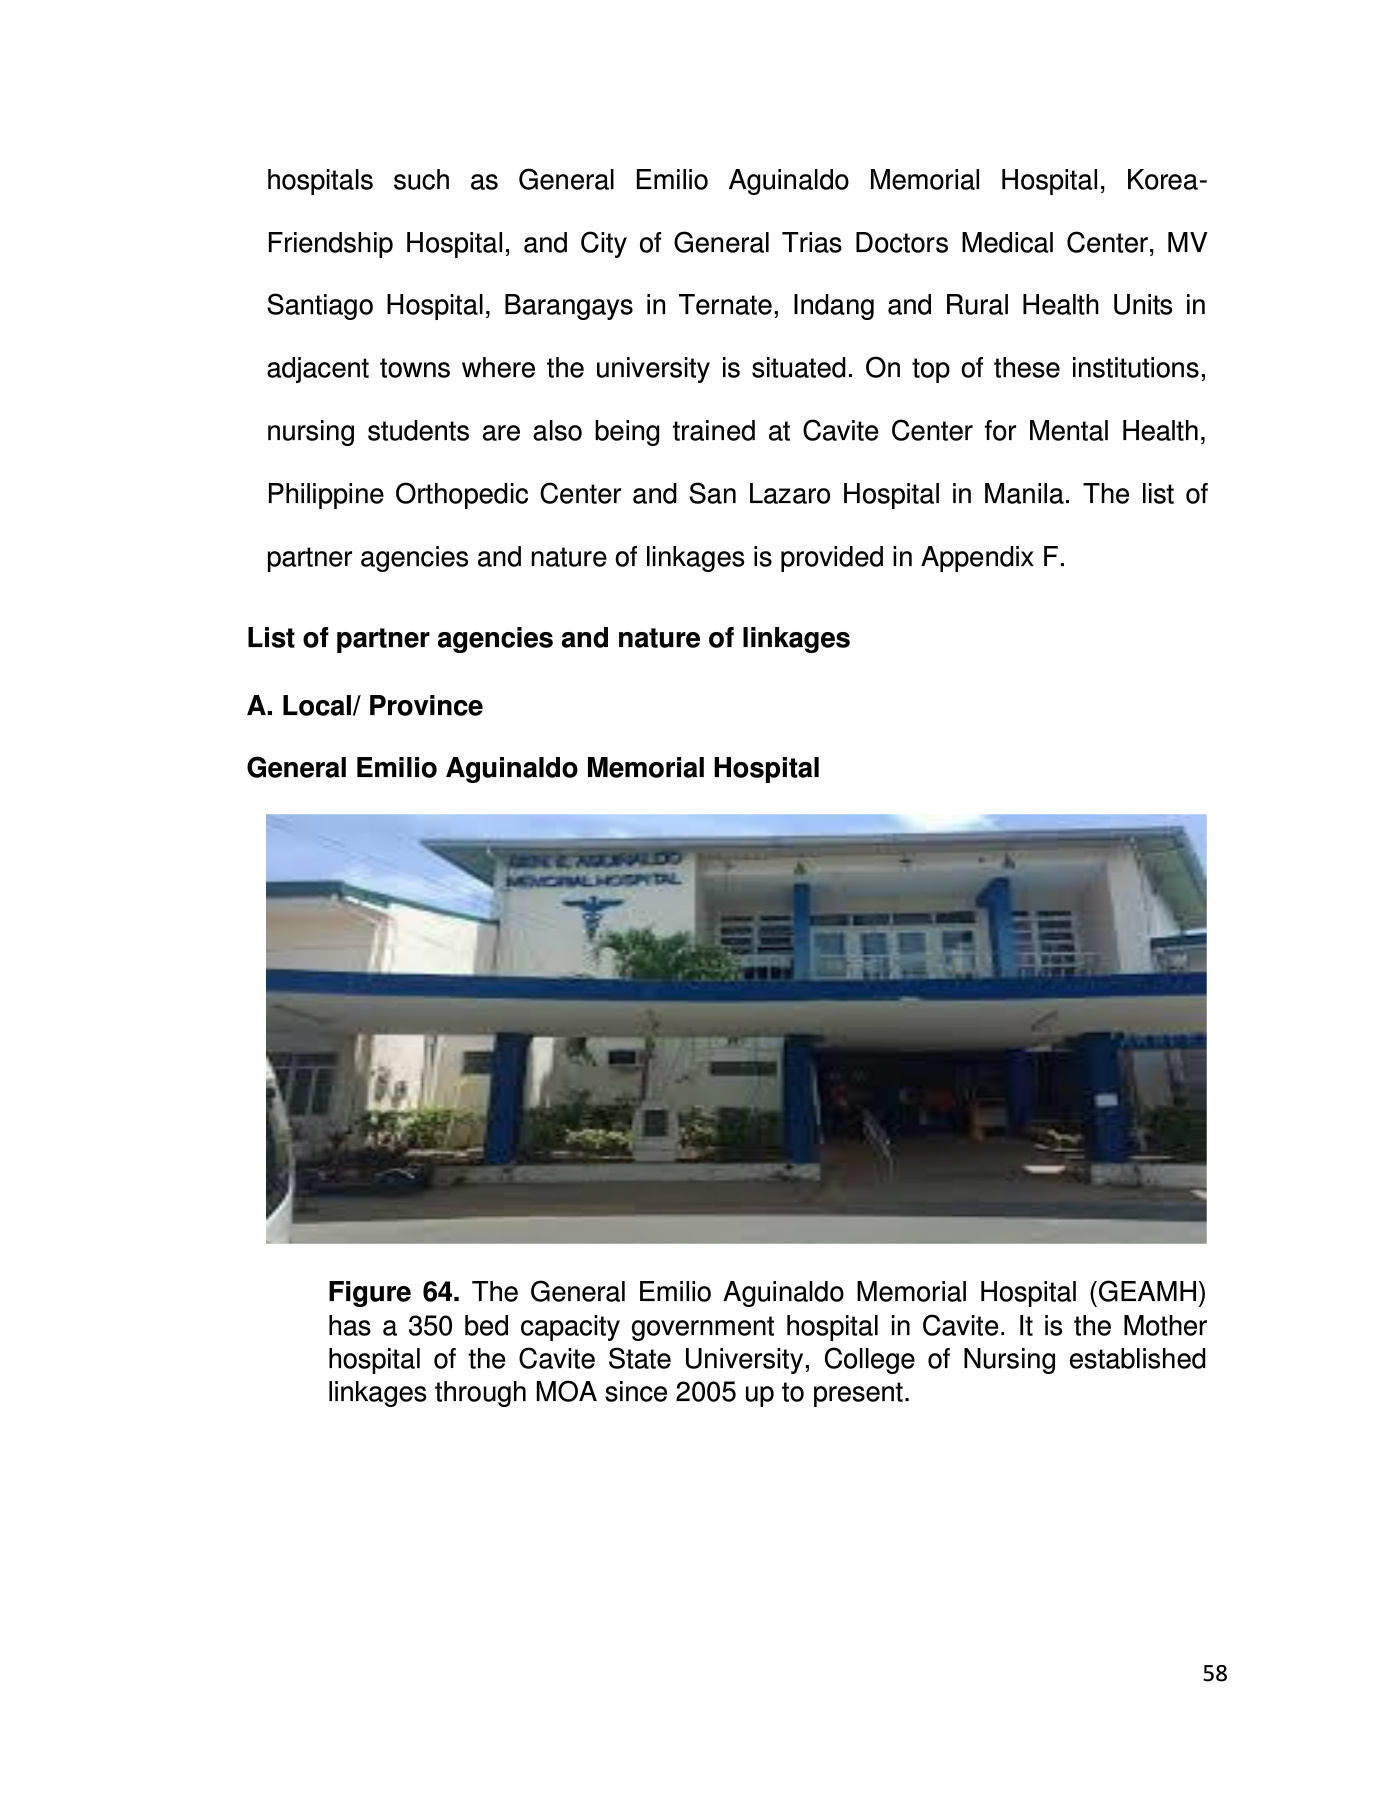 hospitals such as General Emilio Aguinaldo Memorial Hospital, Korea-
Friendship Hospital, and City of General Trias Doctors Medical Center, MV
Santiago Hospital, Barangays in Ternate, Indang and Rural Health Units in
adjacent towns where the university is situated. On top of these institutions,
nursing students are also being trained at Cavite Center for Mental Health,
Philippine Orthopedic Center and San Lazaro Hospital in Manila. The list of
partner agencies and nature of linkages is provided in Appendix F.
List of partner agencies and nature of linkages
A. Local/ Province
General Emilio Aguinaldo Memorial Hospital
GEN. E. AGUINALDO
MEMORIAL HOSPITAL
Figure 64. The General Emilio Aguinaldo Memorial Hospital (GEAMH)
has a 350 bed capacity government hospital in Cavite. It is the Mother
hospital of the Cavite State University, College of Nursing established
linkages through MOA since 2005 up to present.
58